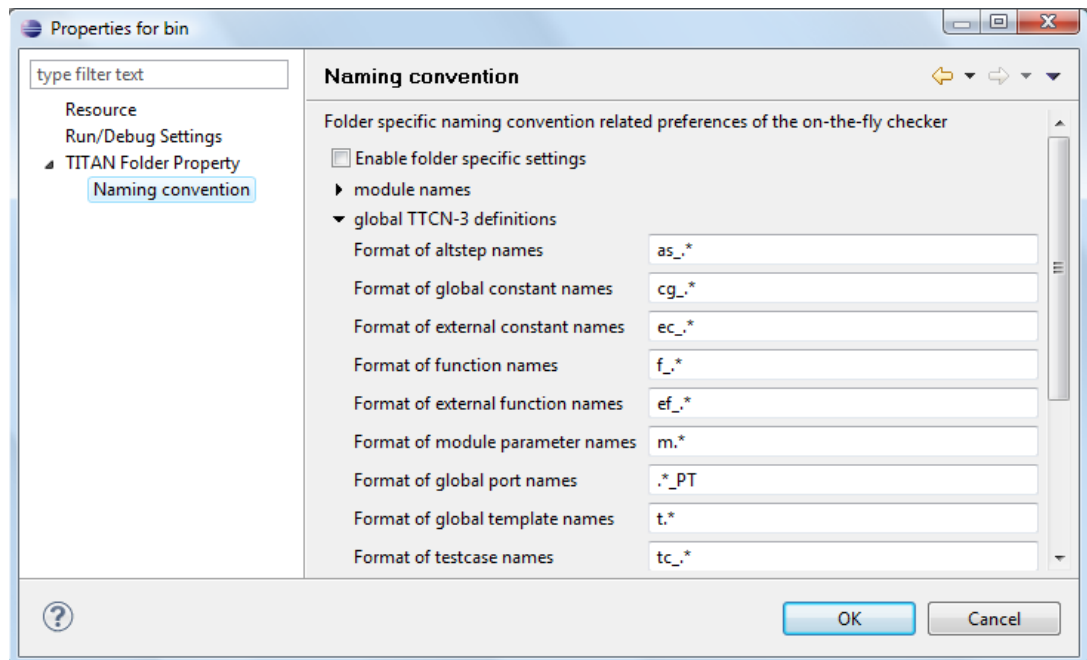 Properties for bin
type filter text
Resource
Run/Debug Settings
TITAN Folder Property
Naming convention
Naming convention
Folder specific naming convention related preferences of the on-the-fly checker
Enable folder specific settings
module names
global TTCN-3 definitions
Format of altstep names as_.*
Format of global constant names cg_.*
Format of external constant names ec_.*
Format of function names f_.*
Format of external function names ef_.*
Format of module parameter names m.*
Format of global port names .*_PT
Format of global template names t.*
Format of testcase names tc_.*
OK Cancel